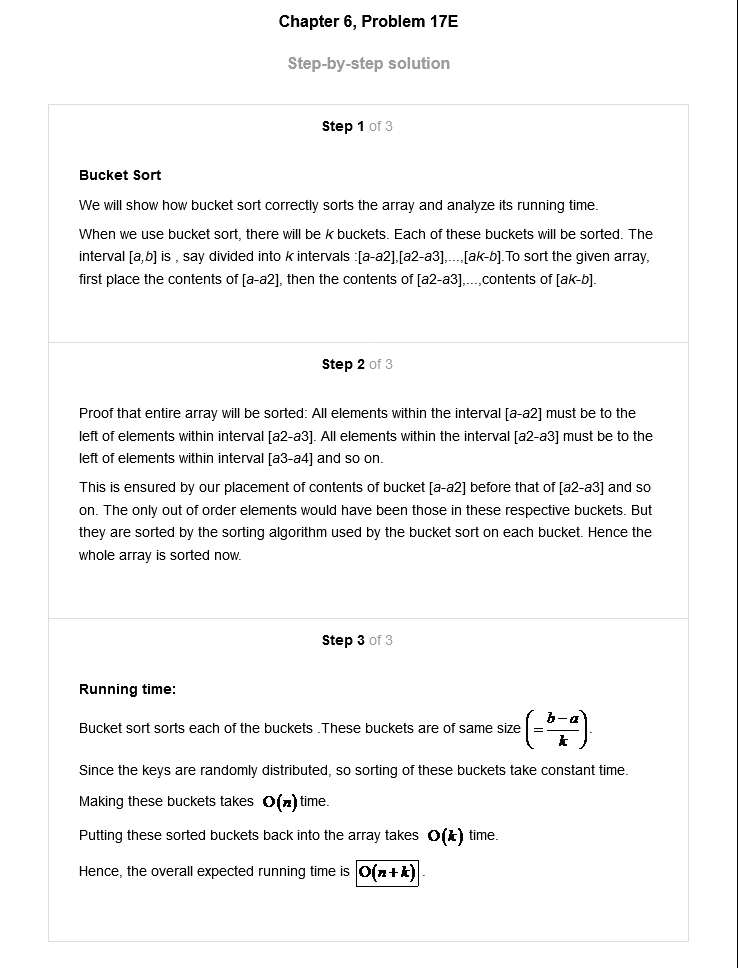 Chapter 6, Problem 17E
Step-by-step solution
Step 1 of 3
Bucket Sort
We will show how bucket sort correctly sorts the array and analyze its running time.
When we use bucket sort, there will be k buckets. Each of these buckets will be sorted. The
interval [a,b] is , say divided into k intervals :[a-a2],[a2-a3],...,[ak-b].To sort the given array,
first place the contents of [a-a2], then the contents of [a2-a3],...,contents of [ak-b].
Step 2 of 3
Proof that entire array will be sorted: All elements within the interval [a-a2] must be to the
left of elements within interval [a2-a3]. All elements within the interval [a2-a3] must be to the
left of elements within interval [a3-a4] and so on.
This is ensured by our placement of contents of bucket [a-a2] before that of [a2-a3] and so
on. The only out of order elements would have been those in these respective buckets. But
they are sorted by the sorting algorithm used by the bucket sort on each bucket. Hence the
whole array is sorted now.
Step 3 of 3
Running time:
Bucket sort sorts each of the buckets .These buckets are of same size (= (b-a)/k).
Since the keys are randomly distributed, so sorting of these buckets take constant time.
Making these buckets takes O(n) time.
Putting these sorted buckets back into the array takes O(k) time.
Hence, the overall expected running time is O(n+k).